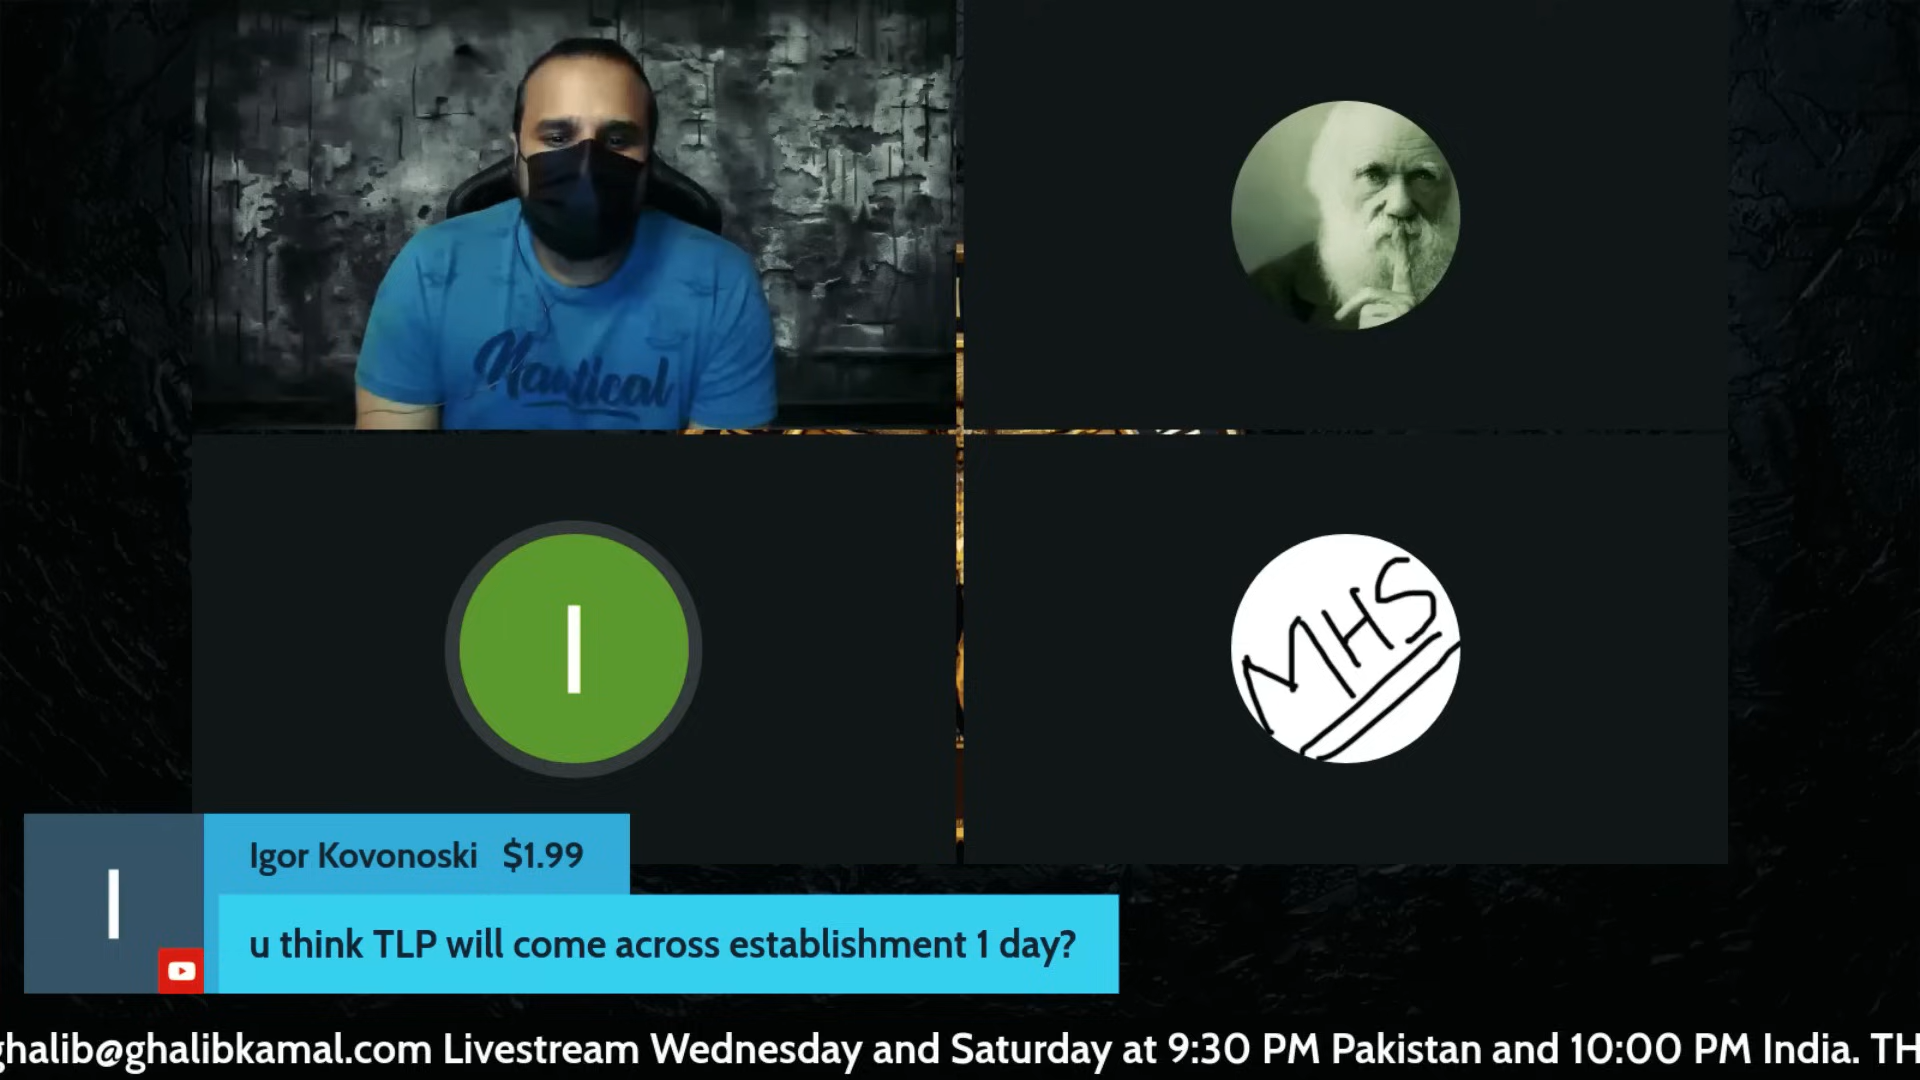 Nautical
I
MHS
I
Igor Kovonoski $1.99
u think TLP will come across establishment 1 day?
ghalib@ghalibkamal.com Livestream Wednesday and Saturday at 9:30 PM Pakistan and 10:00 PM India. TH